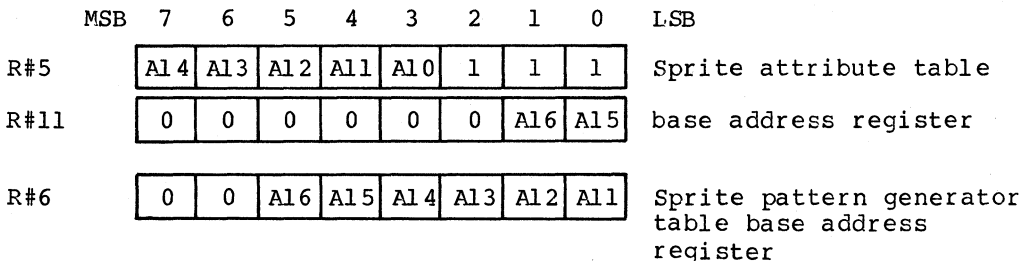 MSB 7 6 5 4 3 2 1 0 LSB
R#5 A14 A13 A12 A11 A10 1 1 1 Sprite attribute table
R#11 0 0 0 0 0 0 A16 A15 base address register
R#6 0 0 A16 A15 A14 A13 A12 A11 Sprite pattern generator
table base address
register